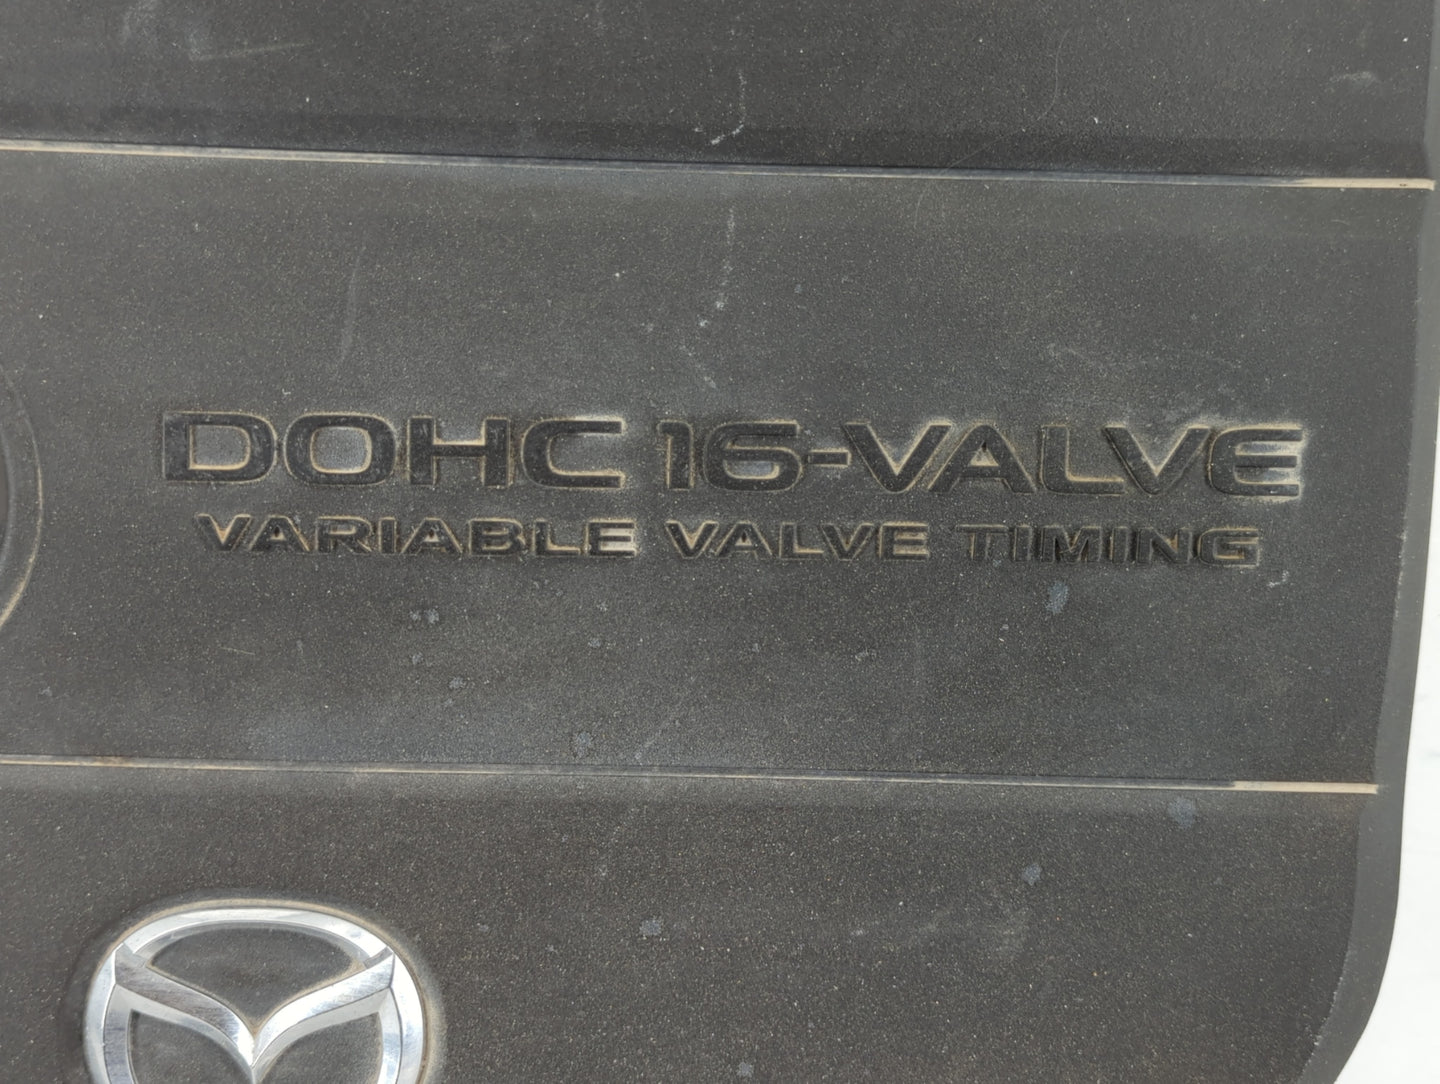 DOHC 16-VALVE
VARIABLE VALVE TIMING